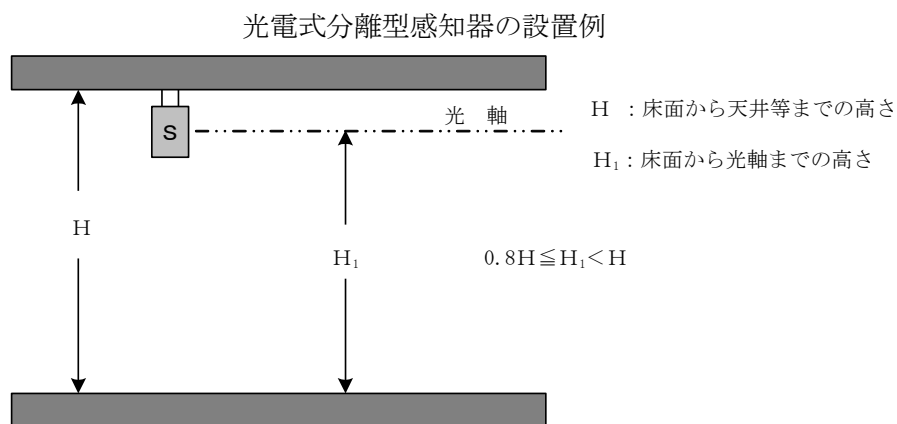 光電式分離型感知器の設置例
光　軸
H　：床面から天井等までの高さ
S
H₁：床面から光軸までの高さ
H
H₁
0.8H≦H₁＜H